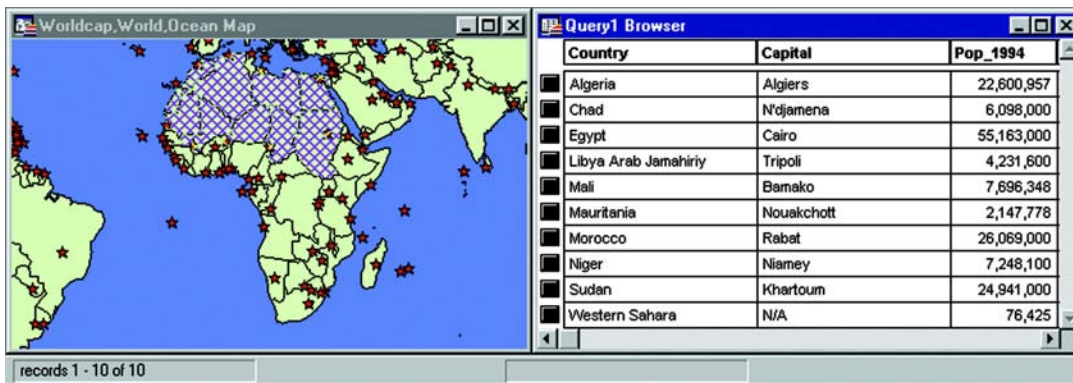 Worldcap,World,Ocean Map
Query1 Browser
Country Capital Pop_1994
Algeria Algiers 22,600,957
Chad N'djamena 6,098,000
Egypt Cairo 55,163,000
Libya Arab Jamahiriy Tripoli 4,231,600
Mali Bamako 7,696,348
Mauritania Nouakchott 2,147,778
Morocco Rabat 26,069,000
Niger Niamey 7,248,100
Sudan Khartoum 24,941,000
Western Sahara N/A 76,425
records 1 - 10 of 10